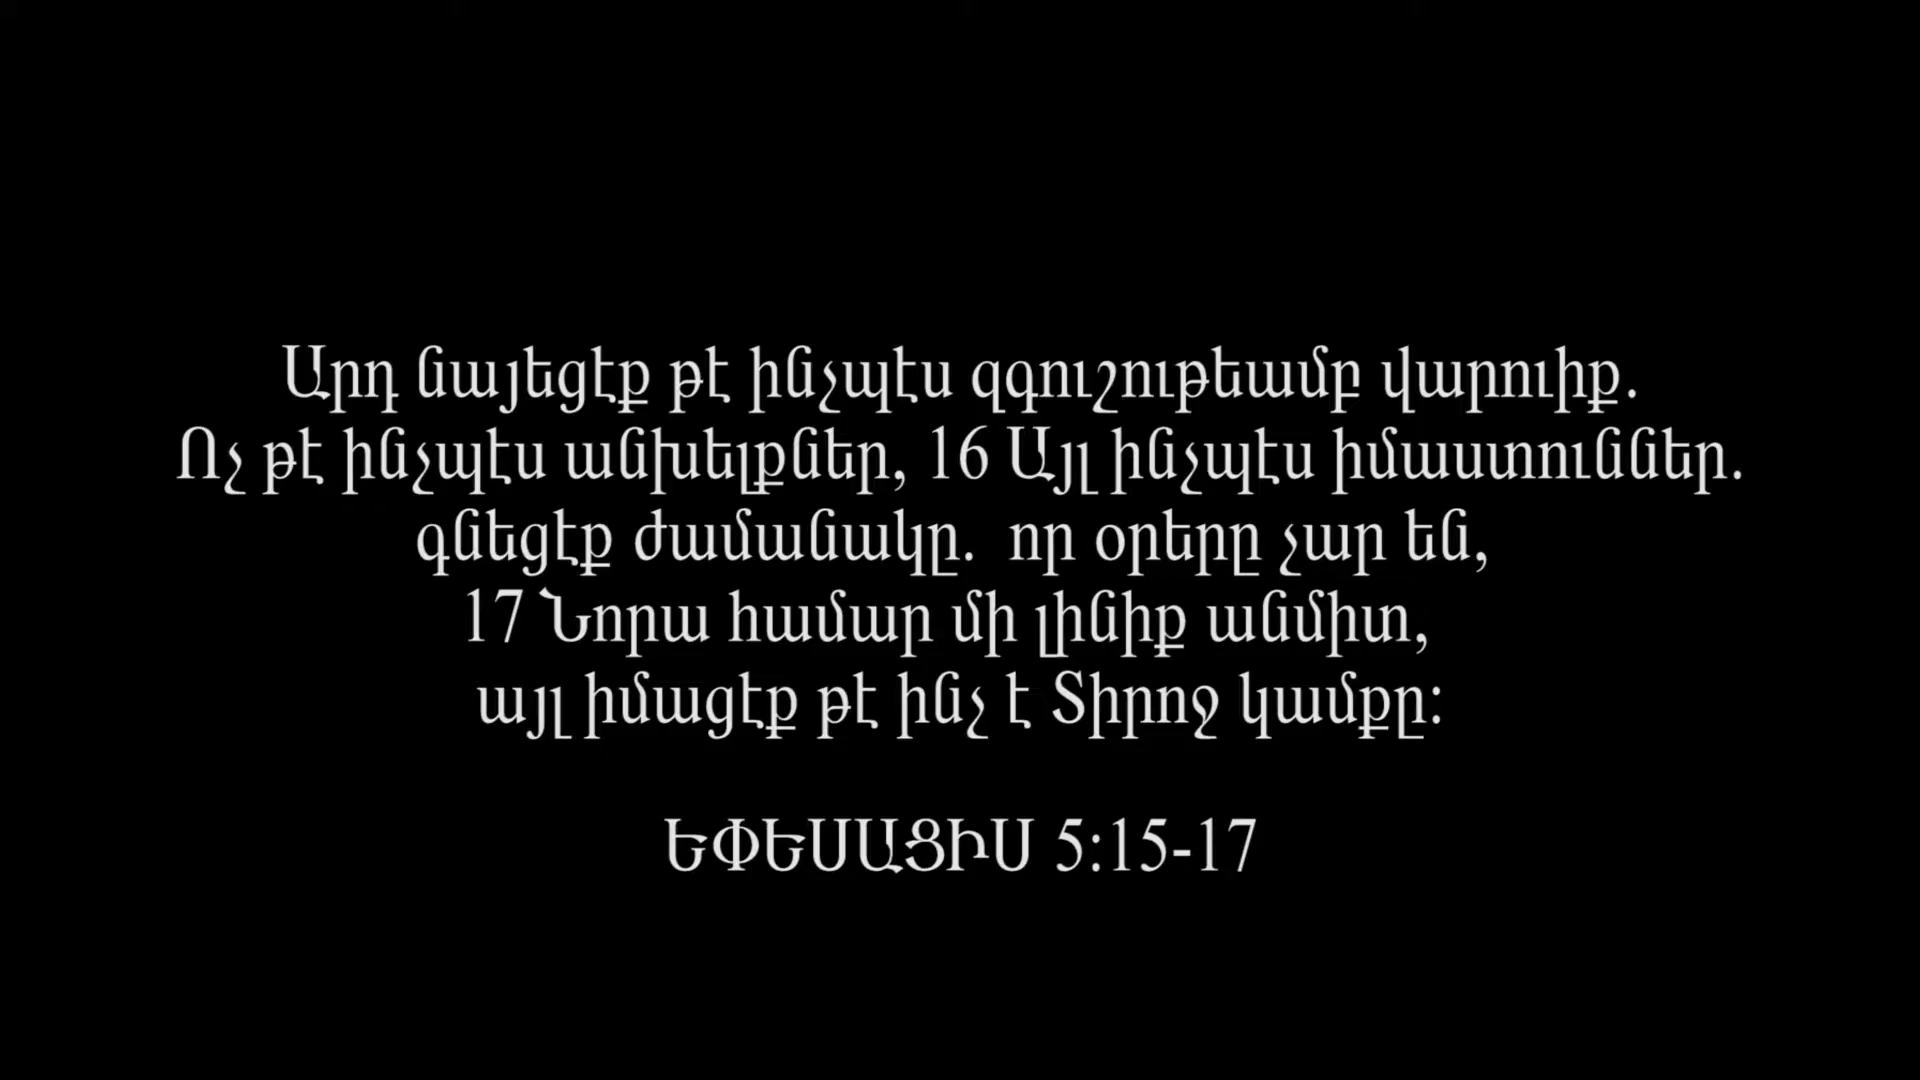 Արդ նայեցէք թէ ինչպէս զգուշութեամբ վարուիք.
Ոչ թէ ինչպէս անխելքներ, 16 Այլ ինչպէս իմաստուններ.
գնեցէք ժամանակը. որ օրերը չար են,
17 Նորա համար մի լինիք անմիտ,
այլ իմացէք թէ ինչ է Տիրոջ կամքը:
ԵՓԵՍԱՑԻՍ 5:15-17